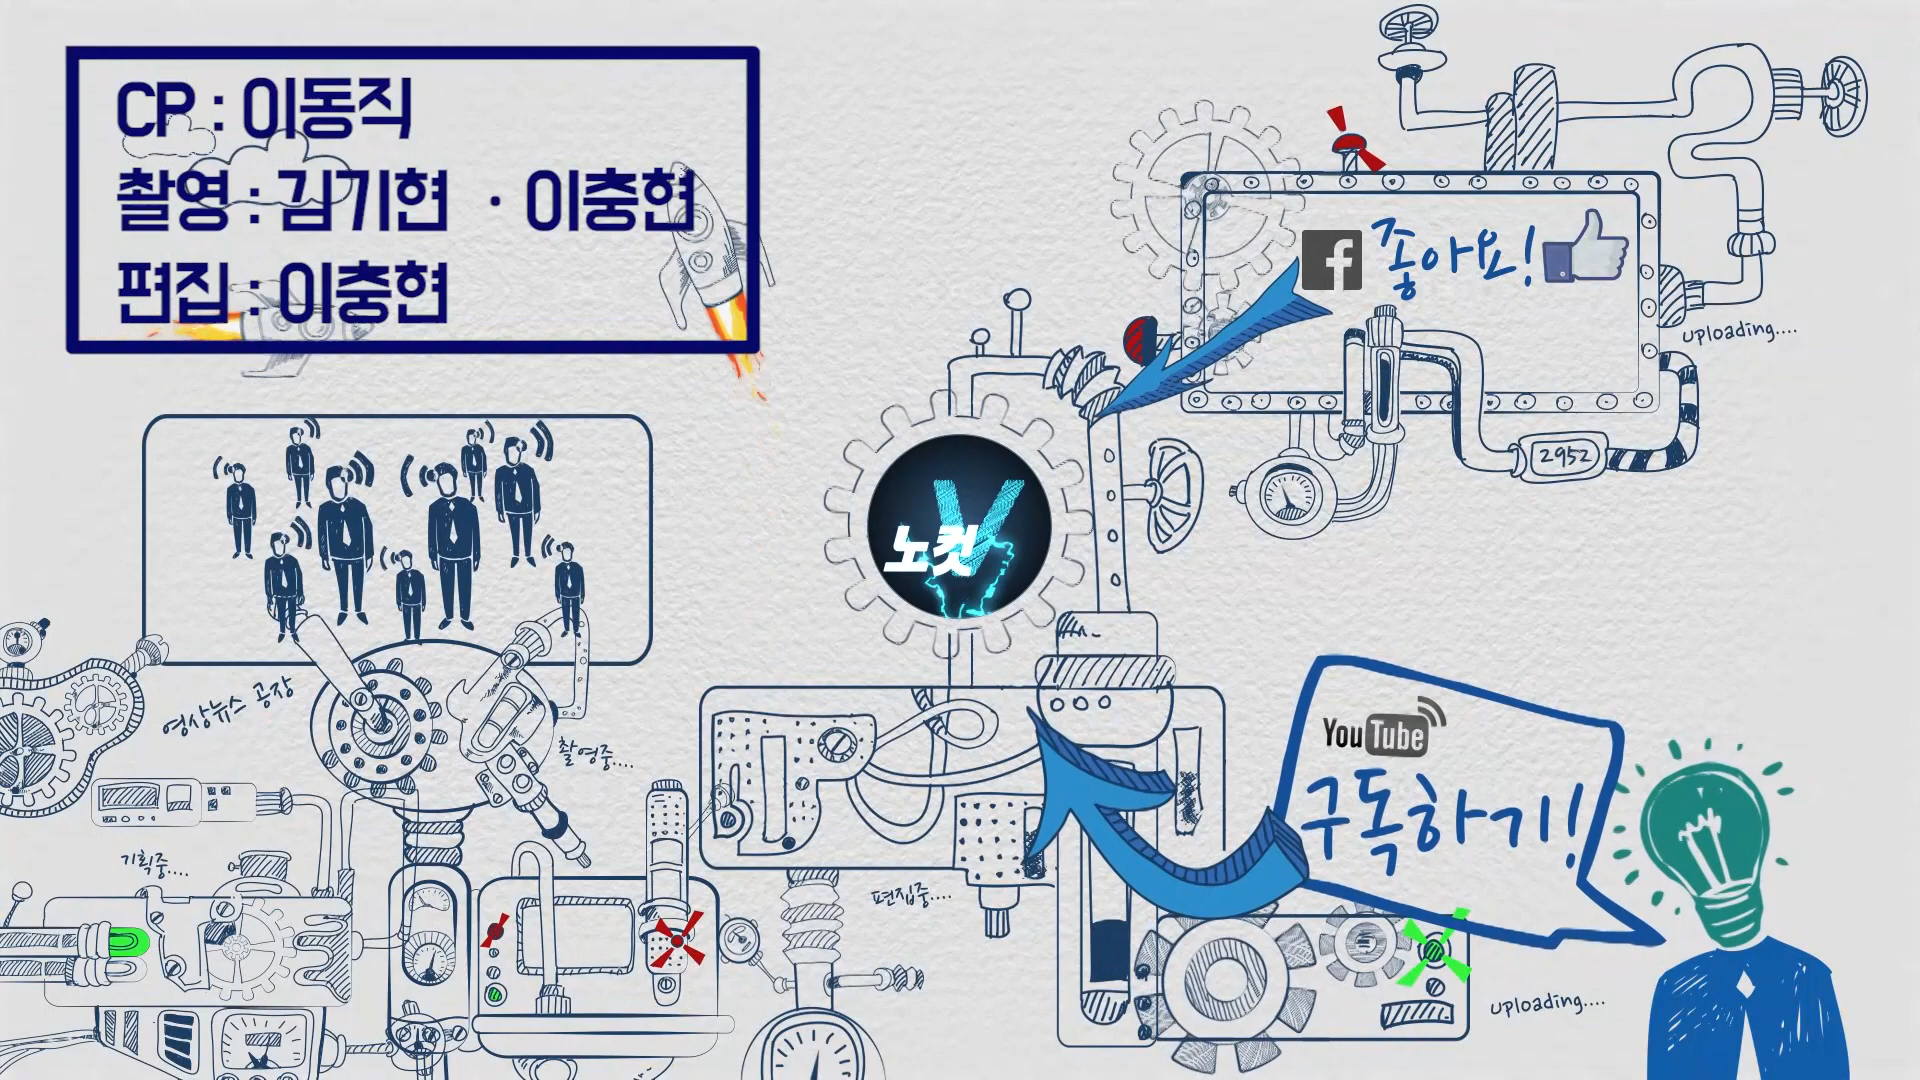 CP : 이동직
촬영 : 김기현 · 이충현
편집 : 이충현
f 좋아요!
uploading....
2952
노컷V
영상뉴스 공장
촬영중....
YouTube
구독하기!
기획중....
편집중....
uploading....